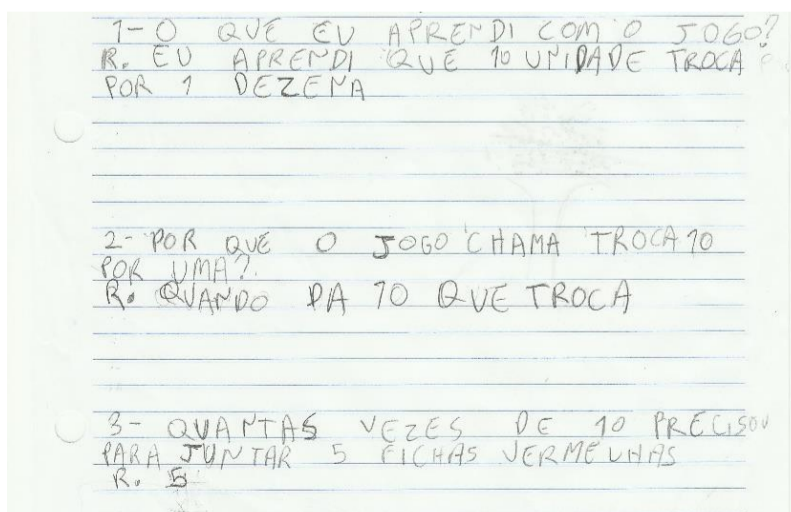 1- O QUE EU APRENDI COM O JOGO?
R. EU APRENDI QUE 10 UNIDADE TROCA
POR 1 DEZENA
2- POR QUE O JOGO CHAMA TROCA 10
POR UMA?.
R. QUANDO DA 10 QUE TROCA
3- QUANTAS VEZES DE 10 PRECISOU
PARA JUNTAR 5 FICHAS VERMELHAS
R. 5